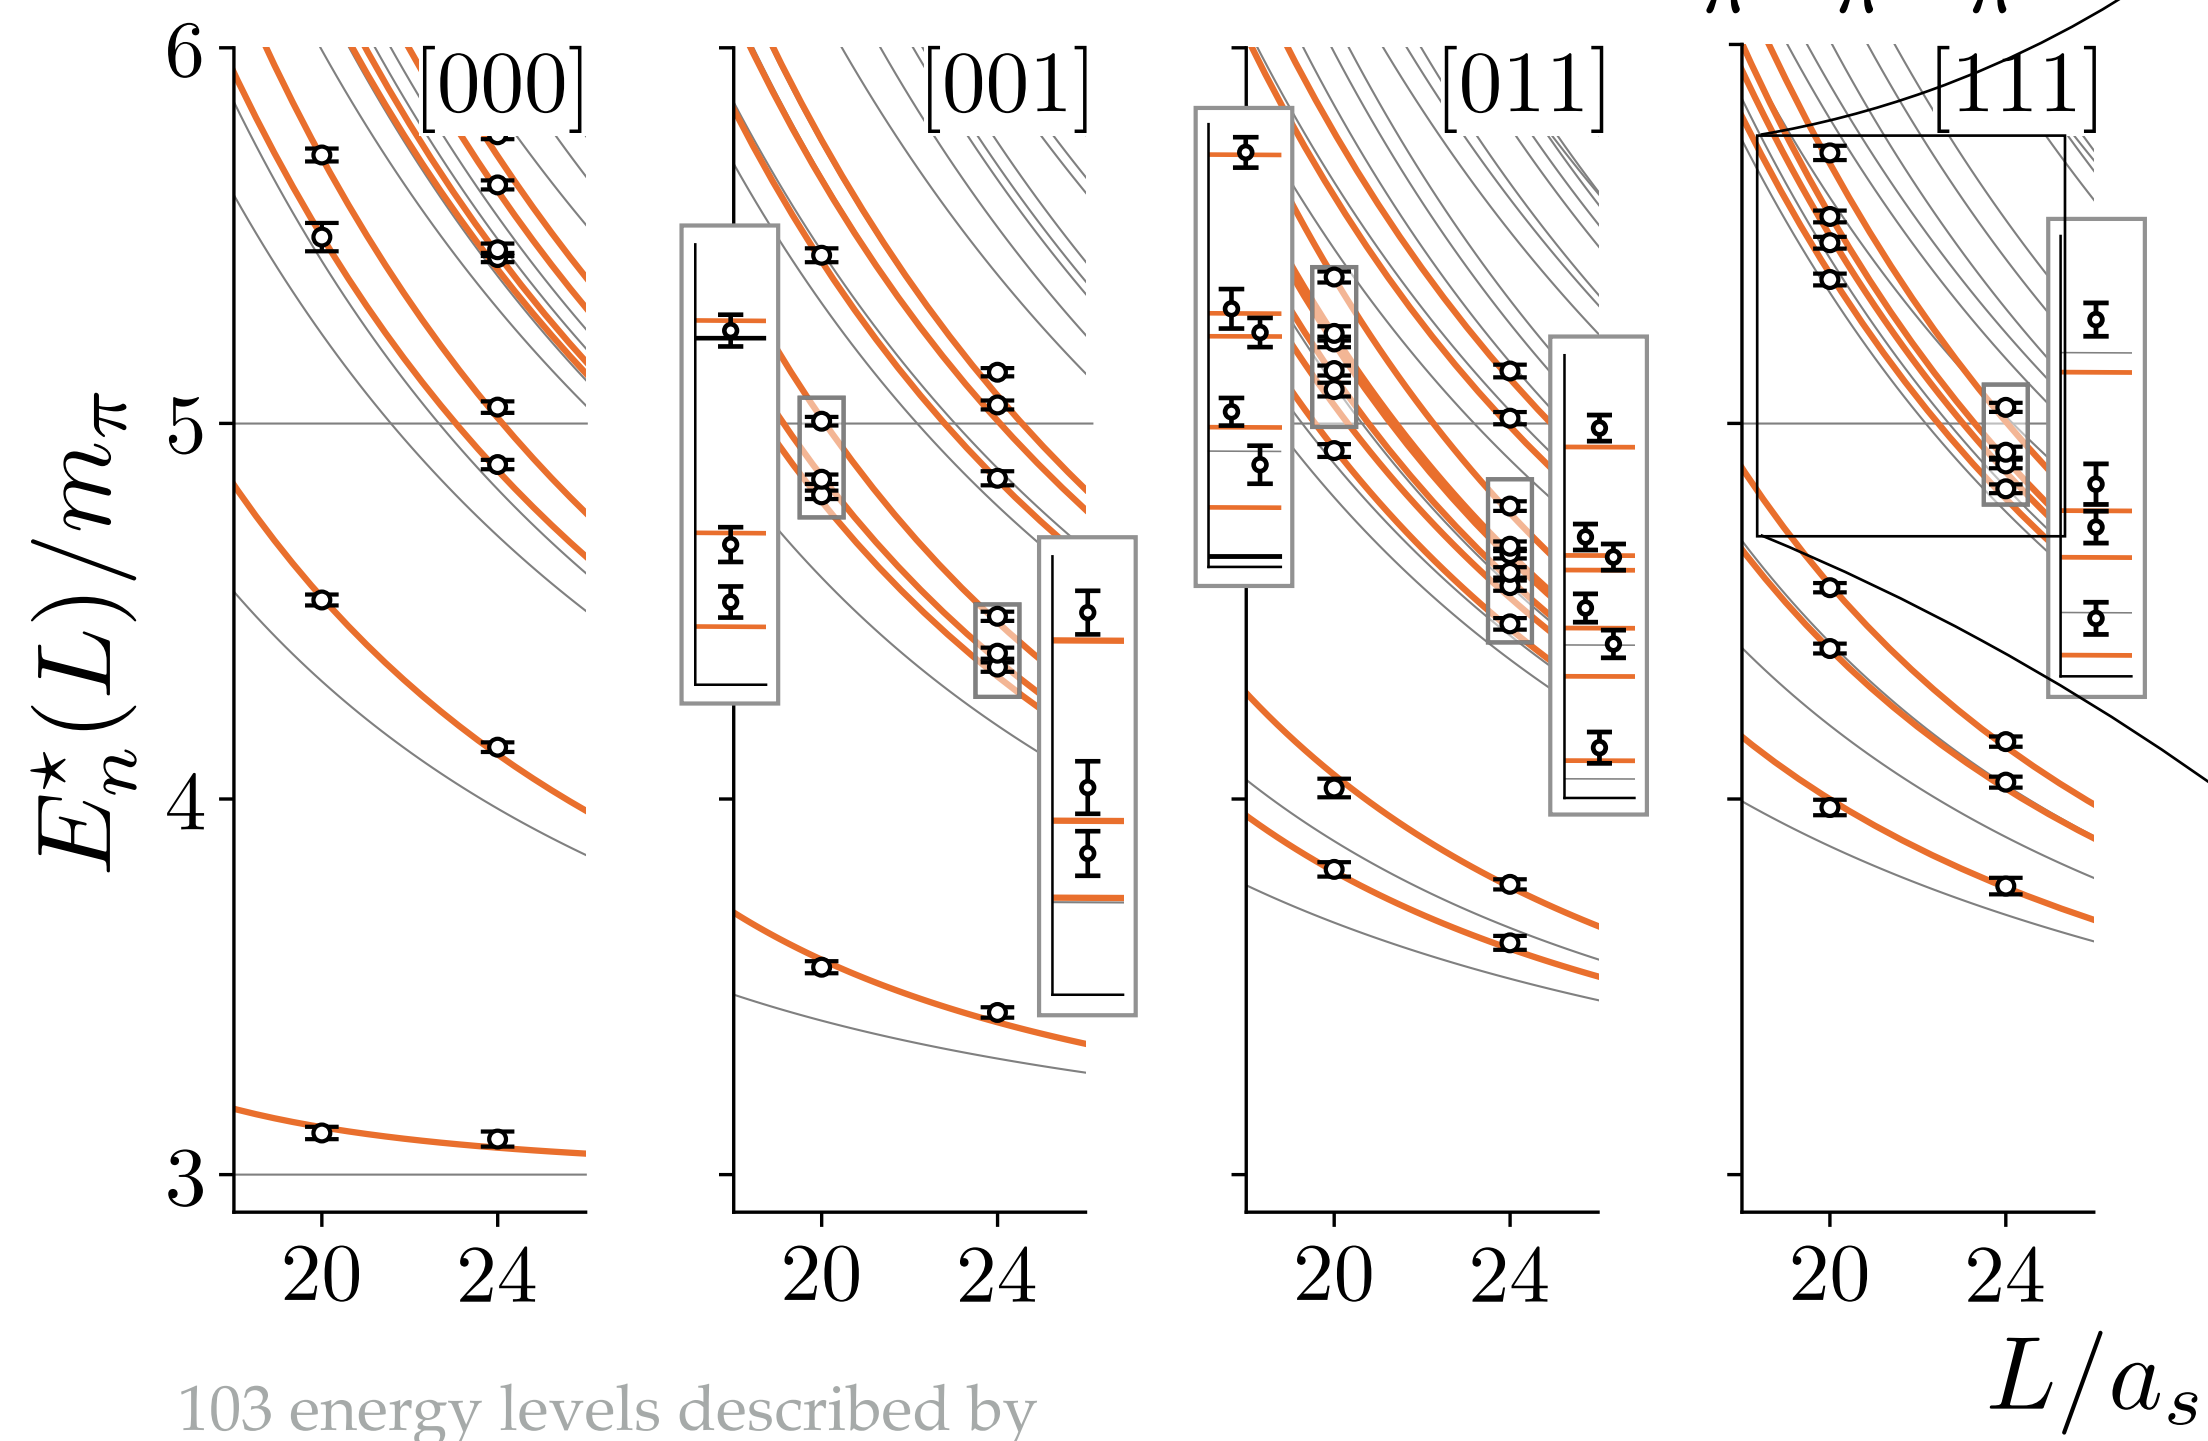 [000] [001] [011] [111]
6
5
4
3
E⋆n(L)/mπ
20 24 20 24 20 24 20 24
L/as
103 energy levels described by